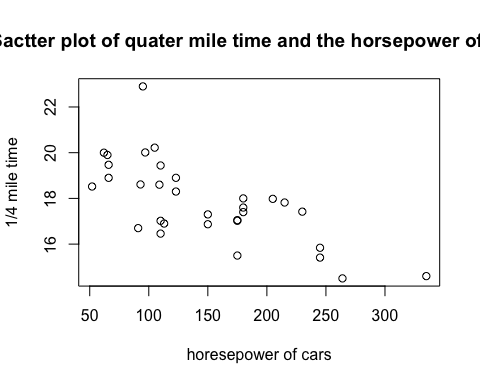 Sactter plot of quater mile time and the horsepower of
1/4 mile time
22
20
18
16
50 100 150 200 250 300
horesepower of cars